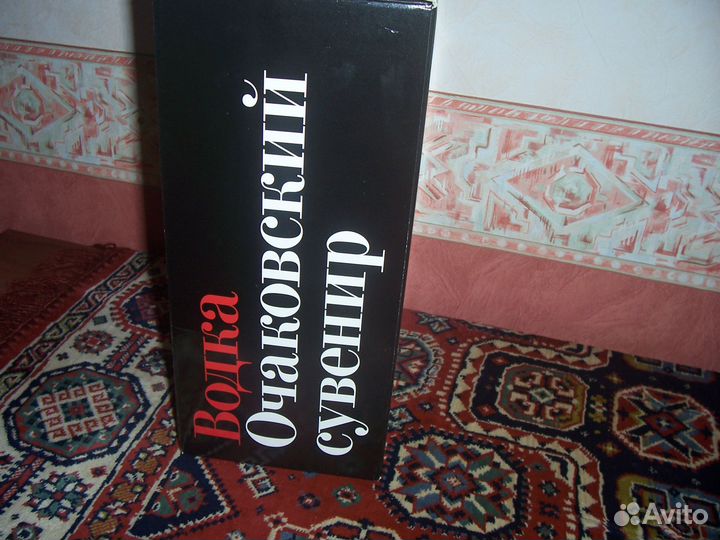 Водка
Очаковский
сувенир
Avito